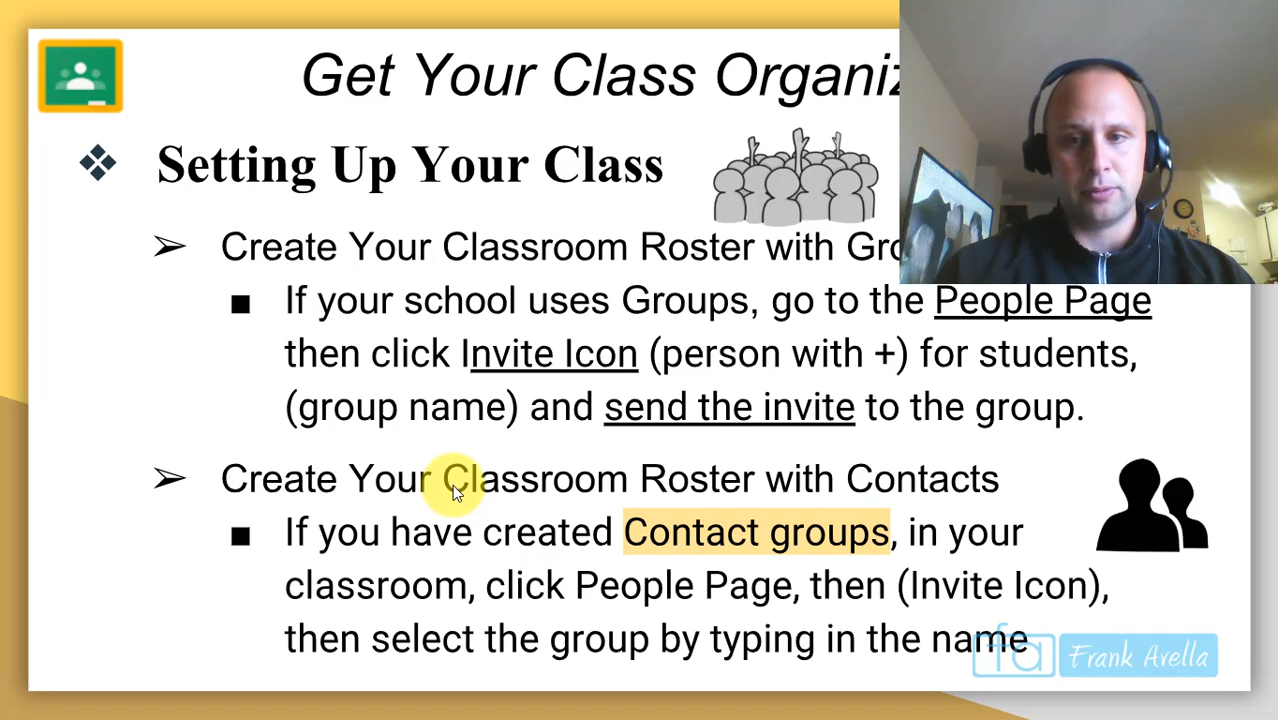 Get Your Class Organiz
Setting Up Your Class
Create Your Classroom Roster with Gro
If your school uses Groups, go to the People Page
then click Invite Icon (person with +) for students,
(group name) and send the invite to the group.
Create Your Classroom Roster with Contacts
If you have created Contact groups, in your
classroom, click People Page, then (Invite Icon),
then select the group by typing in the name
fa Frank Avella